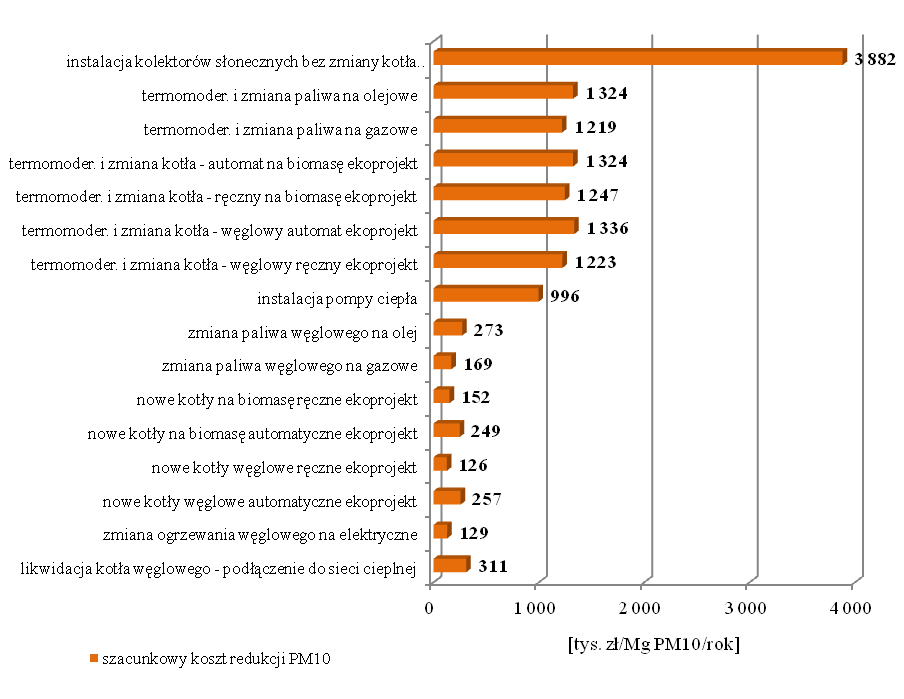 instalacja kolektorów słonecznych bez zmiany kotła.. 3 882
termomoder. i zmiana paliwa na olejowe 1 324
termomoder. i zmiana paliwa na gazowe 1 219
termomoder. i zmiana kotła - automat na biomasę ekoprojekt 1 324
termomoder. i zmiana kotła - ręczny na biomasę ekoprojekt 1 247
termomoder. i zmiana kotła - węglowy automat ekoprojekt 1 336
termomoder. i zmiana kotła - węglowy ręczny ekoprojekt 1 223
instalacja pompy ciepła 996
zmiana paliwa węglowego na olej 273
zmiana paliwa węglowego na gazowe 169
nowe kotły na biomasę ręczne ekoprojekt 152
nowe kotły na biomasę automatyczne ekoprojekt 249
nowe kotły węglowe ręczne ekoprojekt 126
nowe kotły węglowe automatyczne ekoprojekt 257
zmiana ogrzewania węglowego na elektryczne 129
likwidacja kotła węglowego - podłączenie do sieci cieplnej 311
0 1 000 2 000 3 000 4 000
[tys. zł/Mg PM10/rok]
szacunkowy koszt redukcji PM10